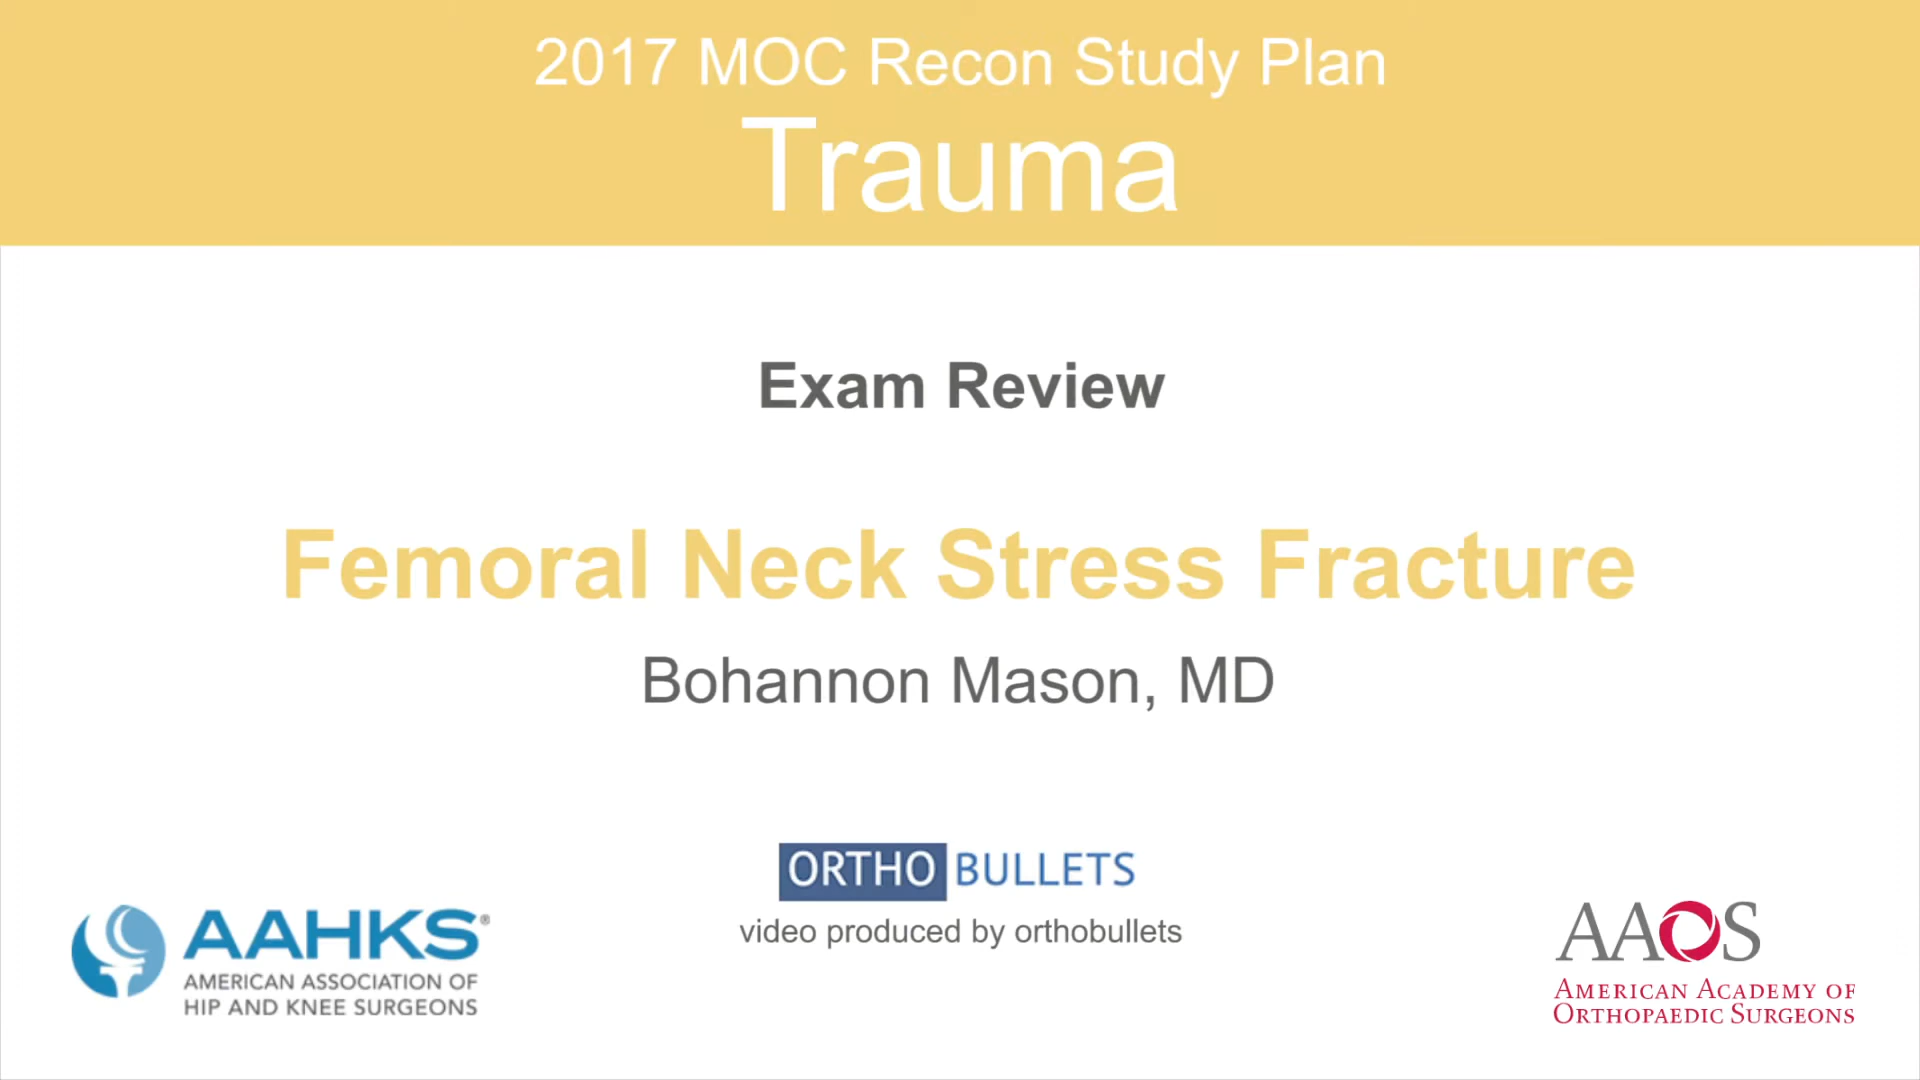 2017 MOC Recon Study Plan
Trauma
Exam Review
Femoral Neck Stress Fracture
Bohannon Mason, MD
ORTHO BULLETS
video produced by orthobullets
AAHKS®
AMERICAN ASSOCIATION OF
HIP AND KNEE SURGEONS
AAOS
AMERICAN ACADEMY OF
ORTHOPAEDIC SURGEONS